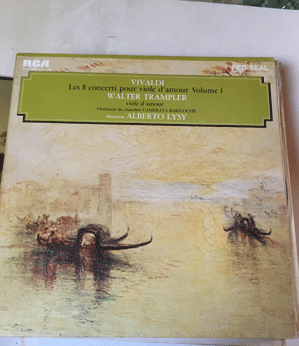 RCA
RED SEAL
VIVALDI
Les 8 concerti pour viole d'amour Volume I
WALTER TRAMPLER
viole d'amour
Orchestre de chambre CAMERATA BARILOCHE
direction ALBERTO LYSY